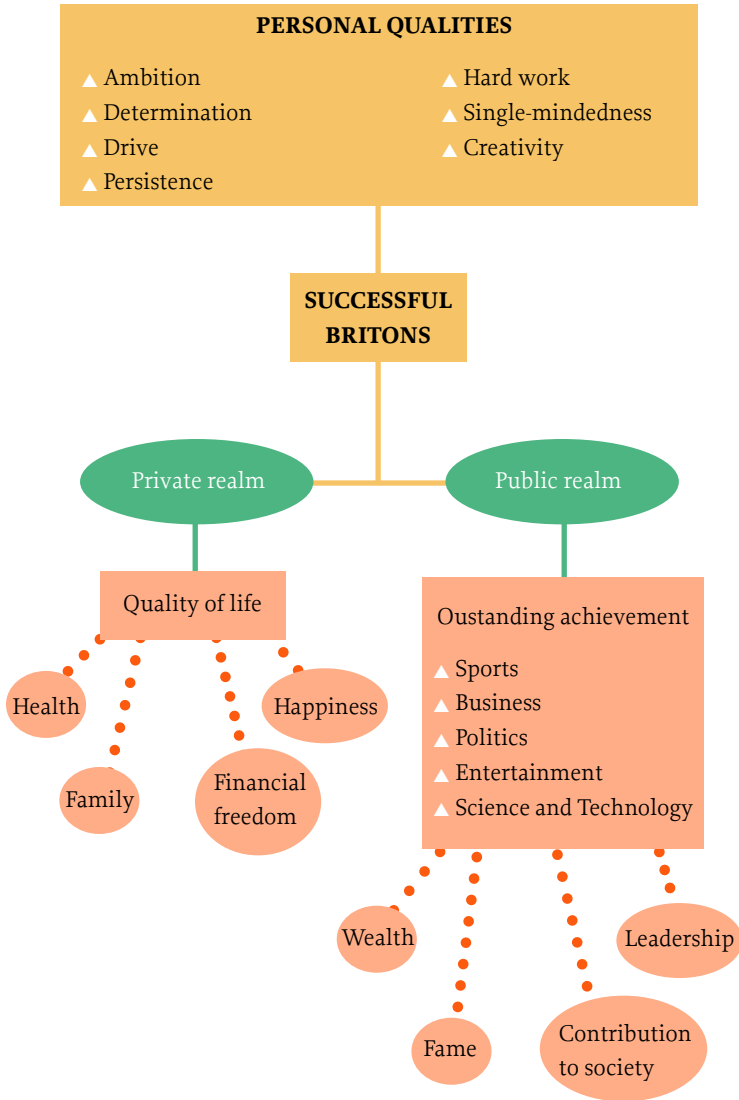 PERSONAL QUALITIES
Ambition
Determination
Drive
Persistence
Hard work
Single-mindedness
Creativity
SUCCESSFUL
BRITONS
Private realm
Public realm
Quality of life
Health
Family
Financial
freedom
Happiness
Oustanding achievement
Sports
Business
Politics
Entertainment
Science and Technology
Wealth
Fame
Contribution
to society
Leadership